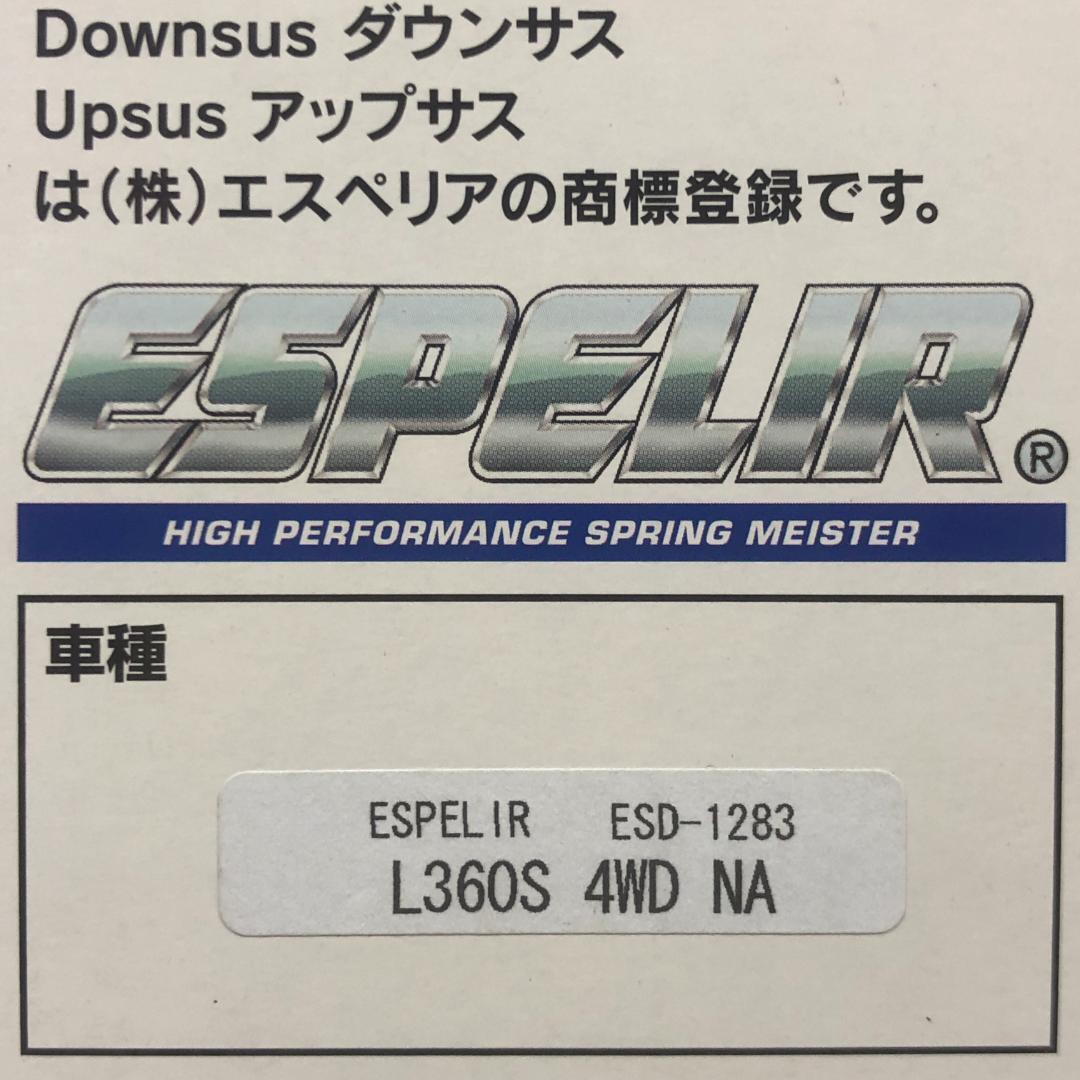 Downsus ダウンサス
Upsus アップサス
は(株)エスペリアの商標登録です。
ESPELIR®
HIGH PERFORMANCE SPRING MEISTER
車種
ESPELIR ESD-1283
L360S 4WD NA